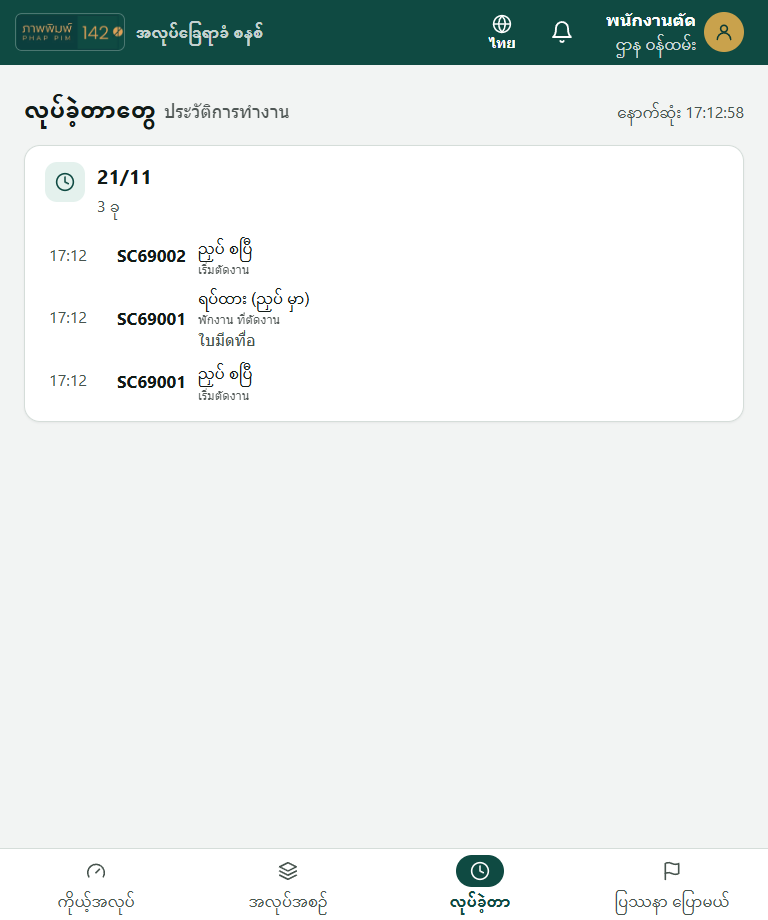 ภาพพิมพ์
PHAP PIM
142
အလုပ်ခြေရာခံ စနစ်
ไทย
พนักงานตัด
ဌာန ဝန်ထမ်း
လုပ်ခဲ့တာတွေ ประวัติการทำงาน
နောက်ဆုံး 17:12:58
21/11
3 ခု
17:12 SC69002 ညှပ် စပြီ
เริ่มตัดงาน
17:12 SC69001 ရပ်ထား (ညှပ် မှာ)
พักงาน ที่ตัดงาน
ใบมีดทื่อ
17:12 SC69001 ညှပ် စပြီ
เริ่มตัดงาน
ကိုယ့်အလုပ်
အလုပ်အစဉ်
လုပ်ခဲ့တာ
ပြဿနာ ပြောမယ်